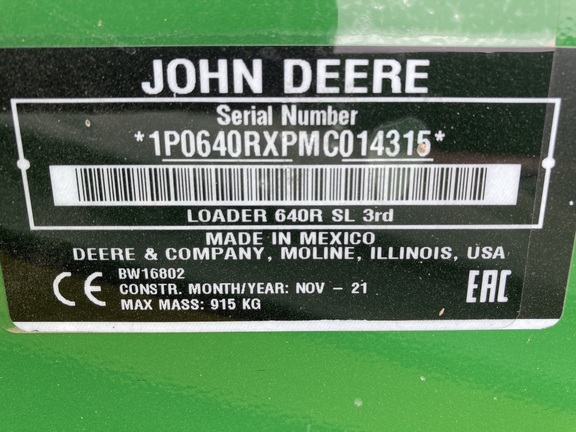 JOHN DEERE
Serial Number
*1P0640RXPMC014315*
LOADER 640R SL 3rd
MADE IN MEXICO
DEERE & COMPANY, MOLINE, ILLINOIS, USA
BW16802
CE CONSTR. MONTH/YEAR: NOV – 21 EAC
MAX MASS: 915 KG